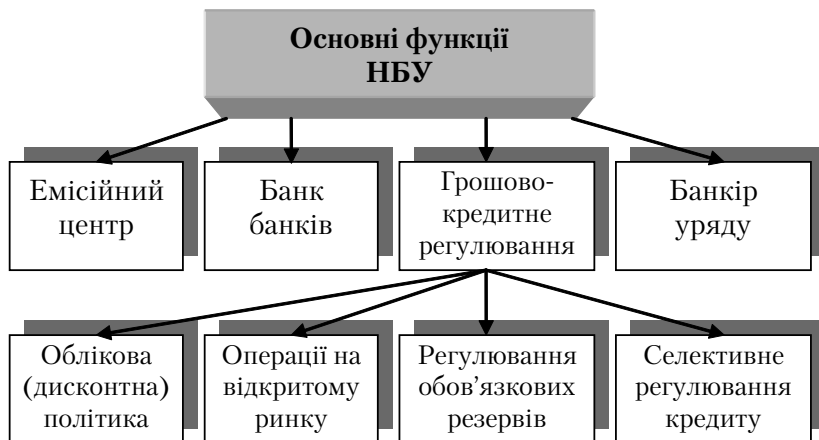 Основні функції
НБУ
Емісійний
центр
Банк
банків
Грошово-
кредитне
регулювання
Банкір
уряду
Облікова
(дисконтна)
політика
Операції на
відкритому
ринку
Регулювання
обов’язкових
резервів
Селективне
регулювання
кредиту